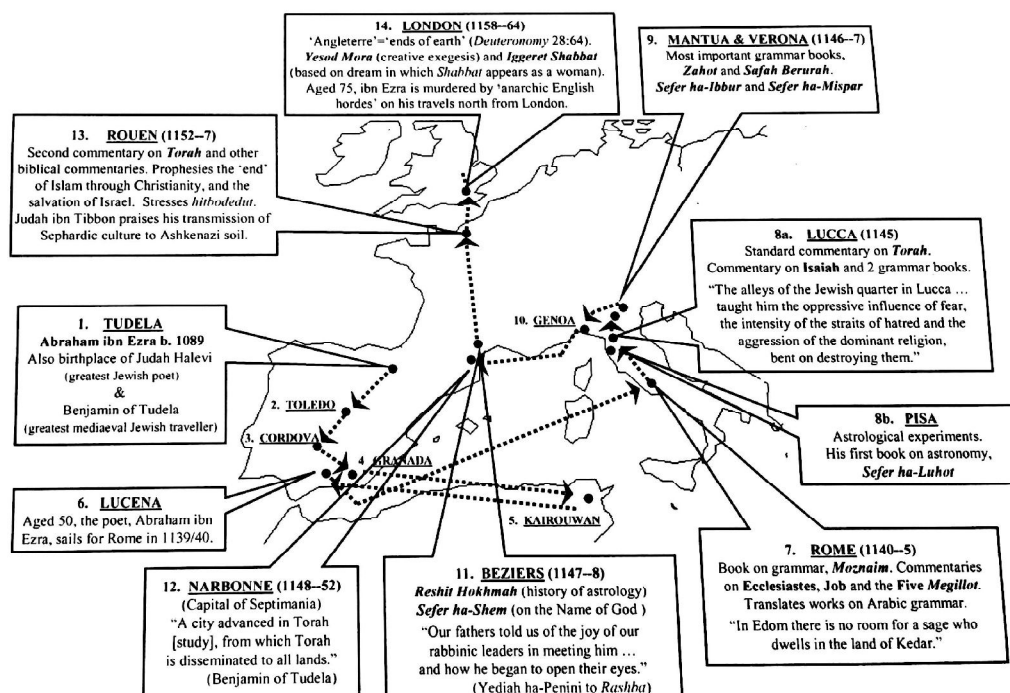 14. LONDON (1158--64)
'Angleterre'='ends of earth' (Deuteronomy 28:64).
Yesod Mora (creative exegesis) and Iggeret Shabbat
(based on dream in which Shabbat appears as a woman).
Aged 75, ibn Ezra is murdered by 'anarchic English
hordes' on his travels north from London.
9. MANTUA & VERONA (1146--7)
Most important grammar books,
Zahot and Safah Berurah.
Sefer ha-Ibbur and Sefer ha-Mispar
13. ROUEN (1152--7)
Second commentary on Torah and other
biblical commentaries. Prophesies the 'end'
of Islam through Christianity, and the
salvation of Israel. Stresses hitbodedut.
Judah ibn Tibbon praises his transmission of
Sephardic culture to Ashkenazi soil.
8a. LUCCA (1145)
Standard commentary on Torah.
Commentary on Isaiah and 2 grammar books.
"The alleys of the Jewish quarter in Lucca ...
taught him the oppressive influence of fear,
the intensity of the straits of hatred and the
aggression of the dominant religion,
bent on destroying them."
10. GENOA
1. TUDELA
Abraham ibn Ezra b. 1089
Also birthplace of Judah Halevi
(greatest Jewish poet)
&
Benjamin of Tudela
(greatest mediaeval Jewish traveller)
2. TOLEDO
3. CORDOVA
4 GRANADA
8b. PISA
Astrological experiments.
His first book on astronomy,
Sefer ha-Luhot
6. LUCENA
Aged 50, the poet, Abraham ibn
Ezra, sails for Rome in 1139/40.
5. KAIROUWAN
12. NARBONNE (1148--52)
(Capital of Septimania)
"A city advanced in Torah
[study], from which Torah
is disseminated to all lands."
(Benjamin of Tudela)
11. BEZIERS (1147--8)
Reshit Hokhmah (history of astrology)
Sefer ha-Shem (on the Name of God )
"Our fathers told us of the joy of our
rabbinic leaders in meeting him ...
and how he began to open their eyes."
(Yediah ha-Penini to Rashba)
7. ROME (1140--5)
Book on grammar, Moznaim. Commentaries
on Ecclesiastes, Job and the Five Megillot.
Translates works on Arabic grammar.
"In Edom there is no room for a sage who
dwells in the land of Kedar."